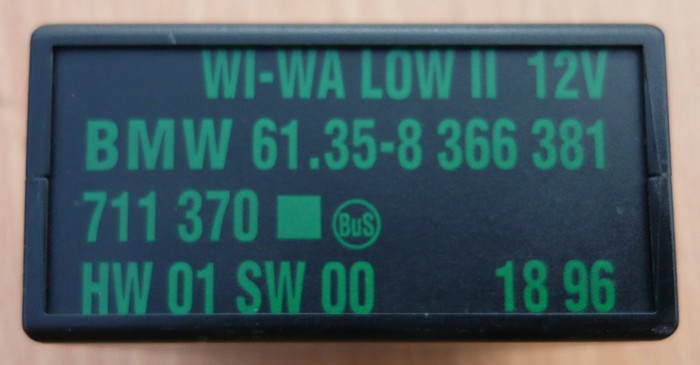 WI-WA LOW II 12V
BMW 61.35-8 366 381
711 370 BuS
HW 01 SW 00 18 96